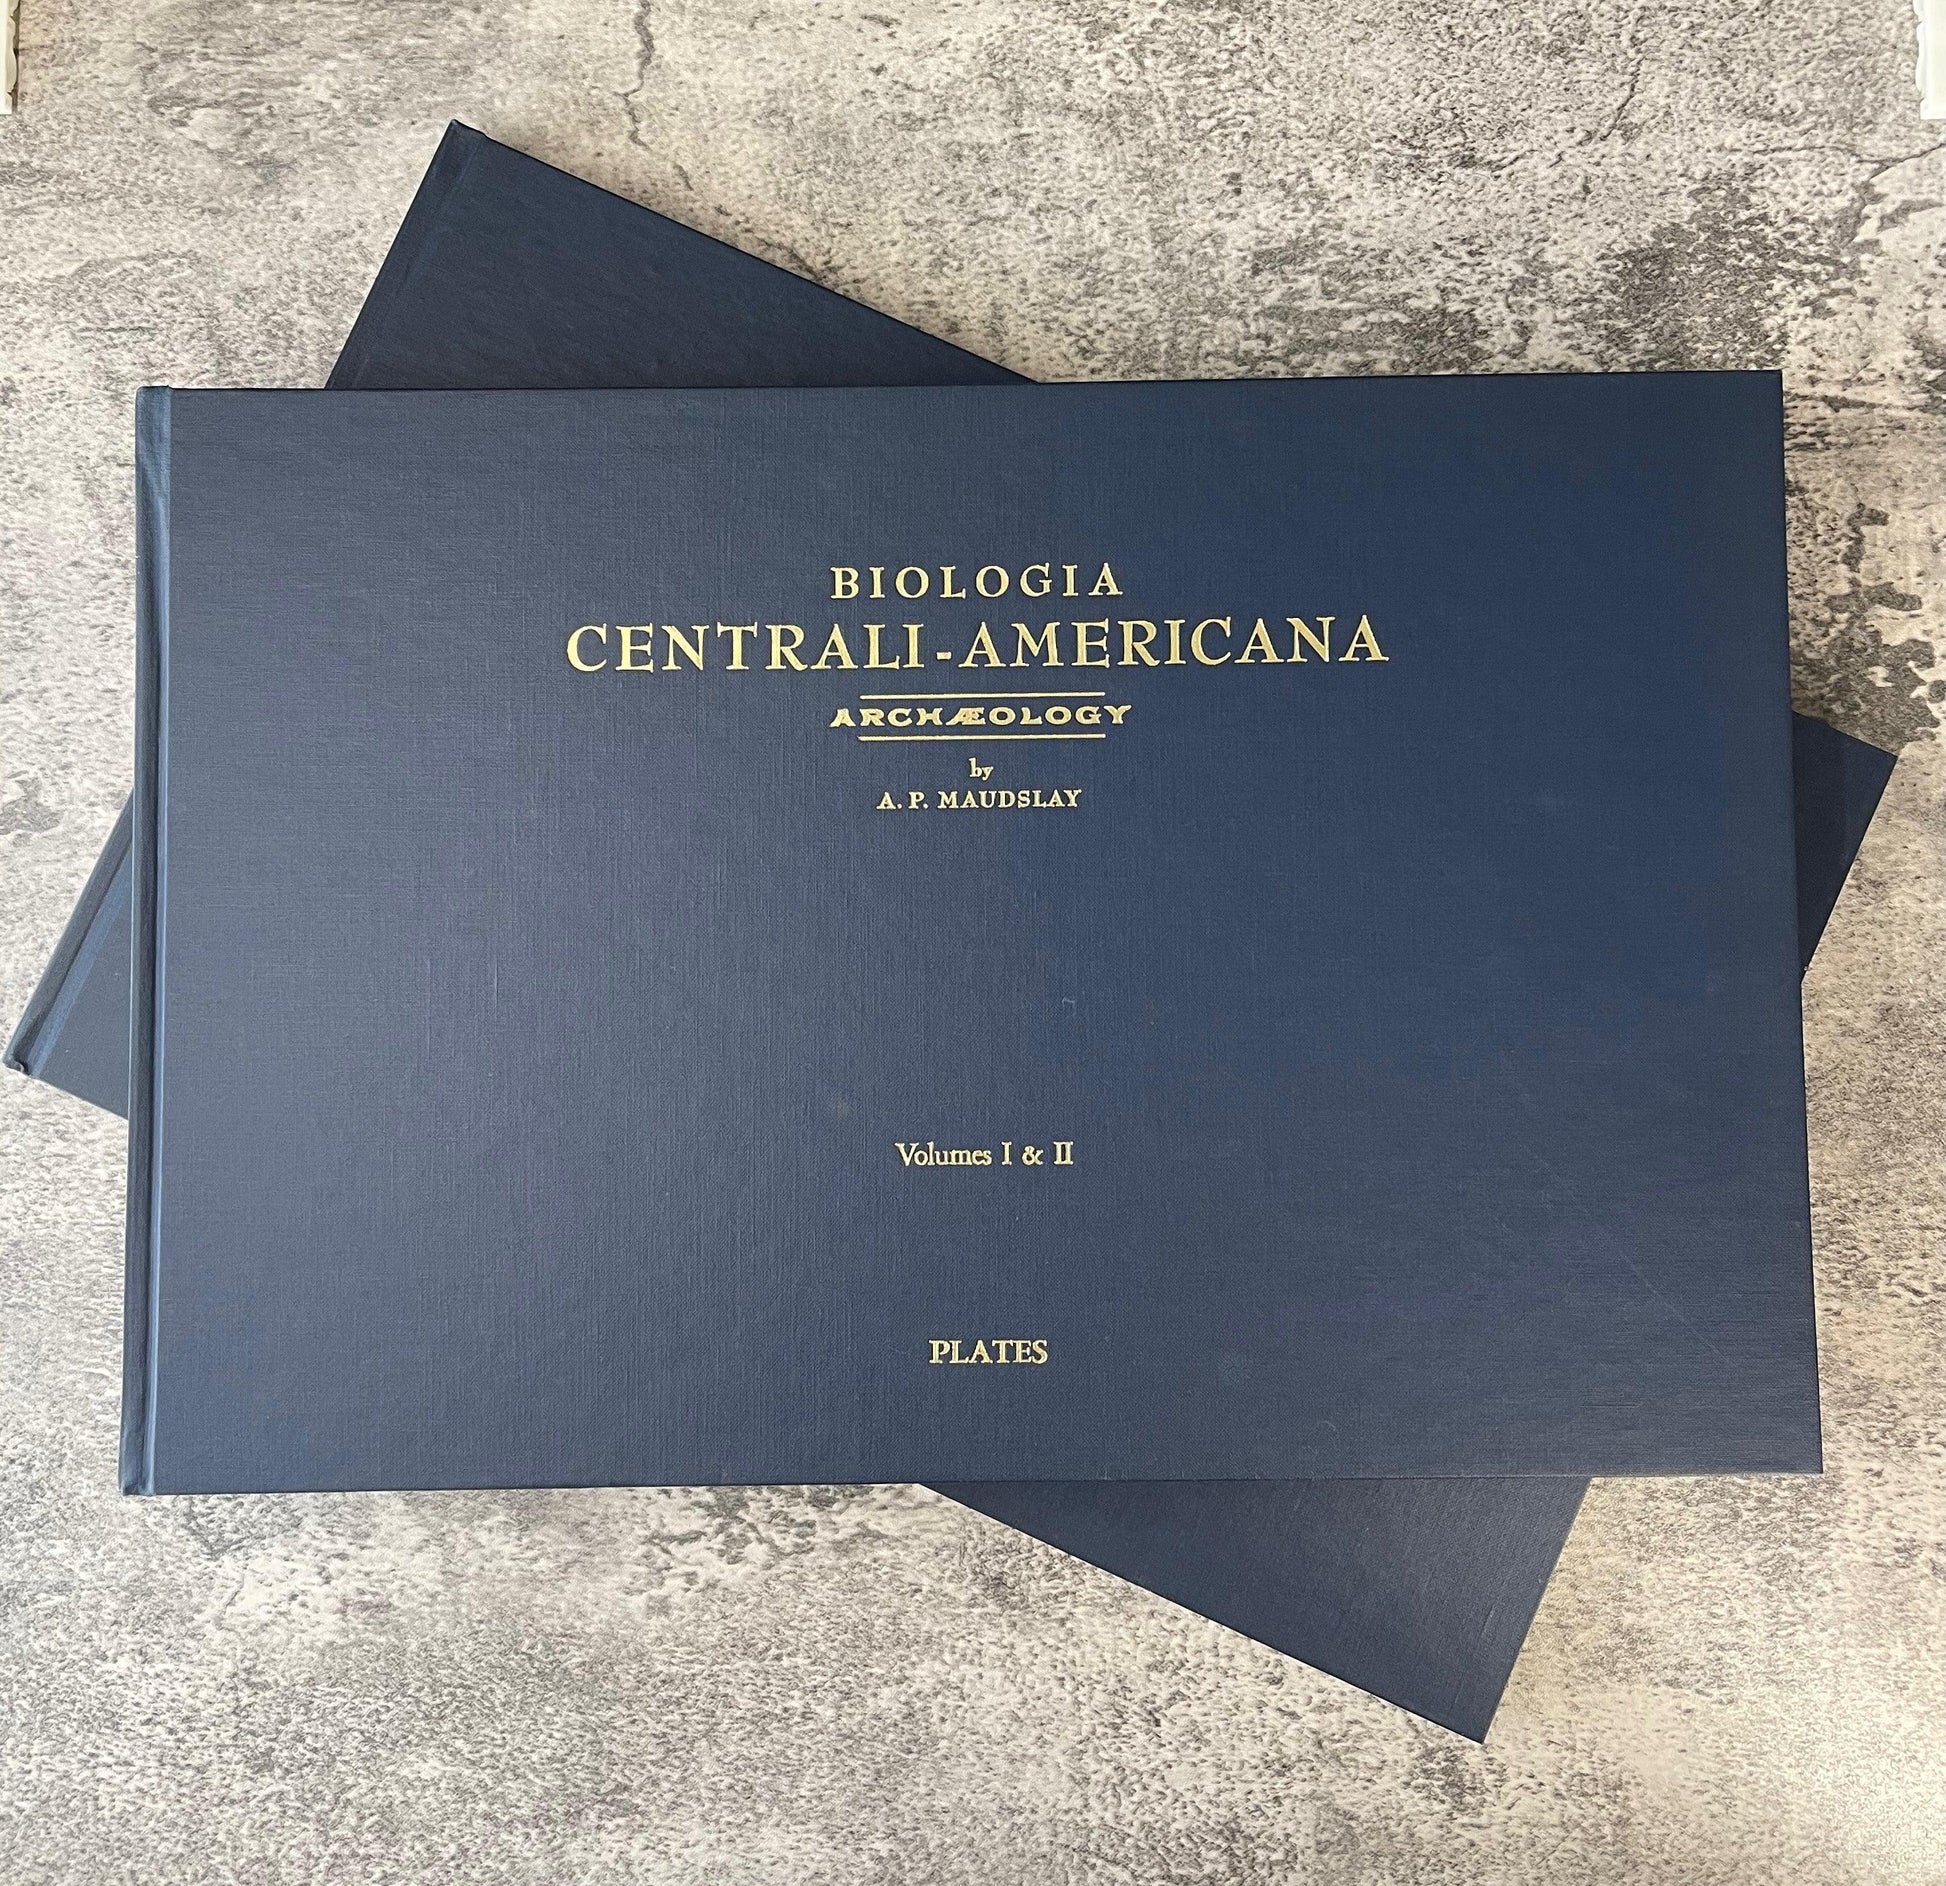 BIOLOGIA
CENTRALI-AMERICANA
ARCHÆOLOGY
by
A. P. MAUDSLAY
Volumes I & II
PLATES